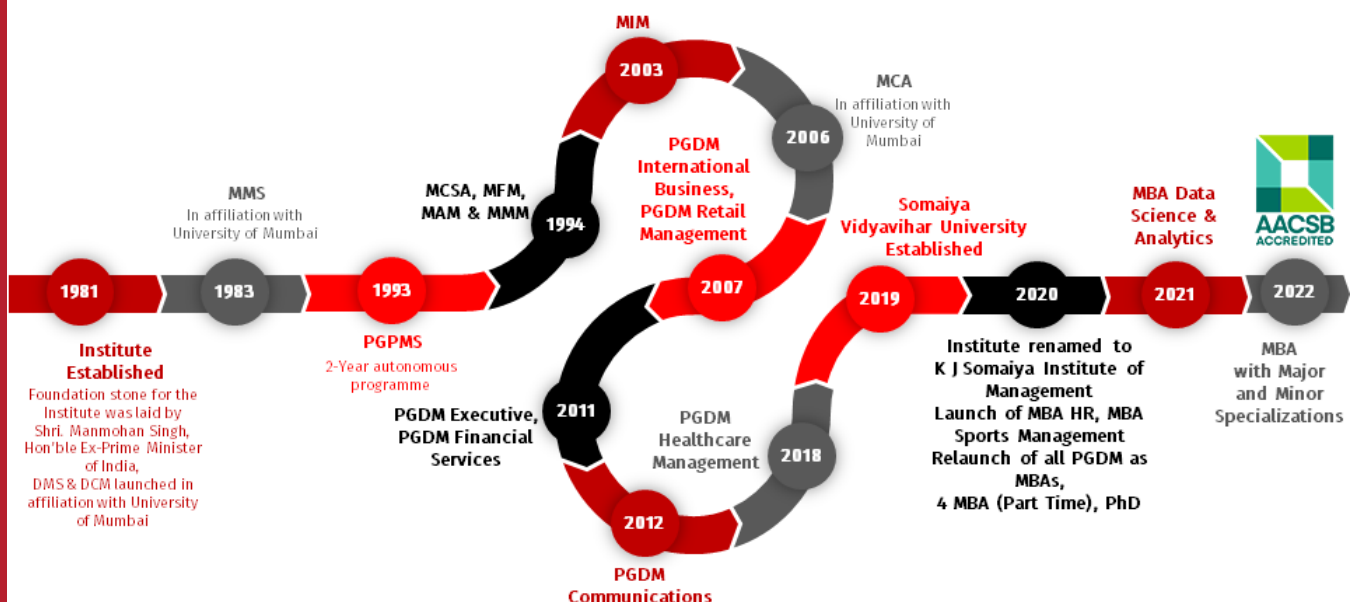 1981
Institute
Established
Foundation stone for the
Institute was laid by
Shri. Manmohan Singh,
Hon'ble Ex-Prime Minister
of India,
DMS & DCM launched in
affiliation with University
of Mumbai
MMS
In affiliation with
University of Mumbai
1983
1993
PGPMS
2-Year autonomous
programme
MCSA, MFM,
MAM & MMM
1994
MIM
2003
MCA
In affiliation with
University of
Mumbai
2006
PGDM
International
Business,
PGDM Retail
Management
2007
2011
PGDM Executive,
PGDM Financial
Services
2012
PGDM
Communications
PGDM
Healthcare
Management
2018
Somaiya
Vidyavihar University
Established
2019
2020
Institute renamed to
K J Somaiya Institute of
Management
Launch of MBA HR, MBA
Sports Management
Relaunch of all PGDM as
MBAs,
4 MBA (Part Time), PhD
MBA Data
Science &
Analytics
2021
AACSB
ACCREDITED
2022
MBA
with Major
and Minor
Specializations